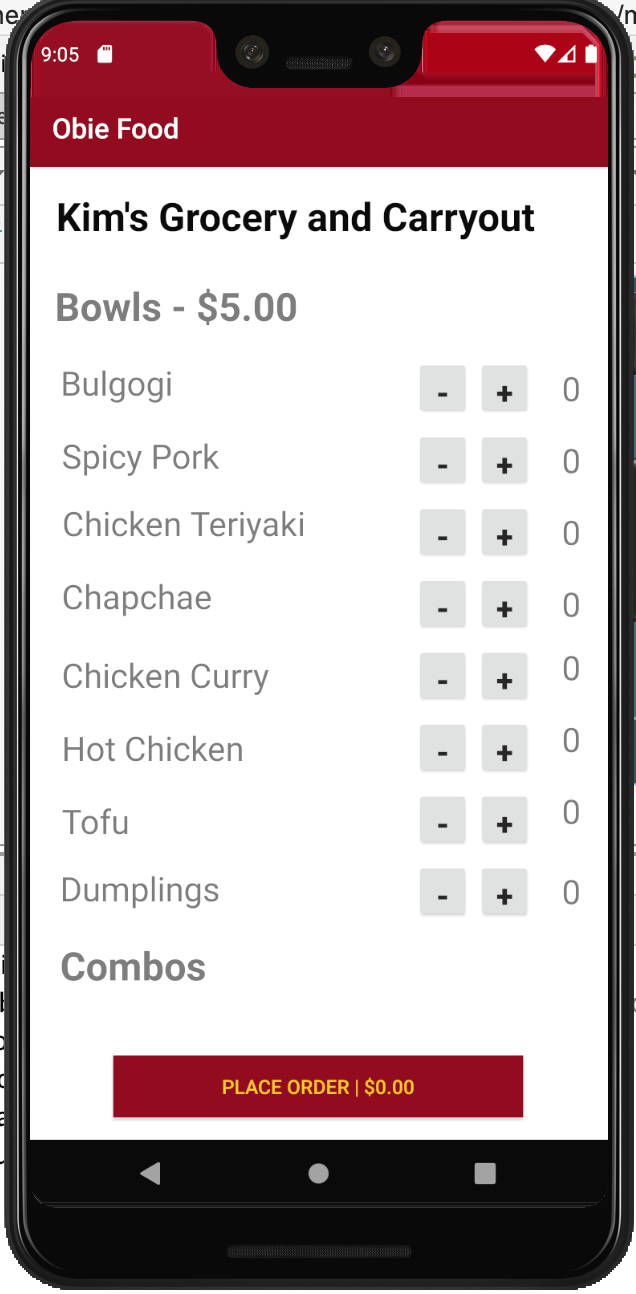 9:05
Obie Food
Kim's Grocery and Carryout
Bowls - $5.00
Bulgogi - + 0
Spicy Pork - + 0
Chicken Teriyaki - + 0
Chapchae - + 0
Chicken Curry - + 0
Hot Chicken - + 0
Tofu - + 0
Dumplings - + 0
Combos
PLACE ORDER | $0.00